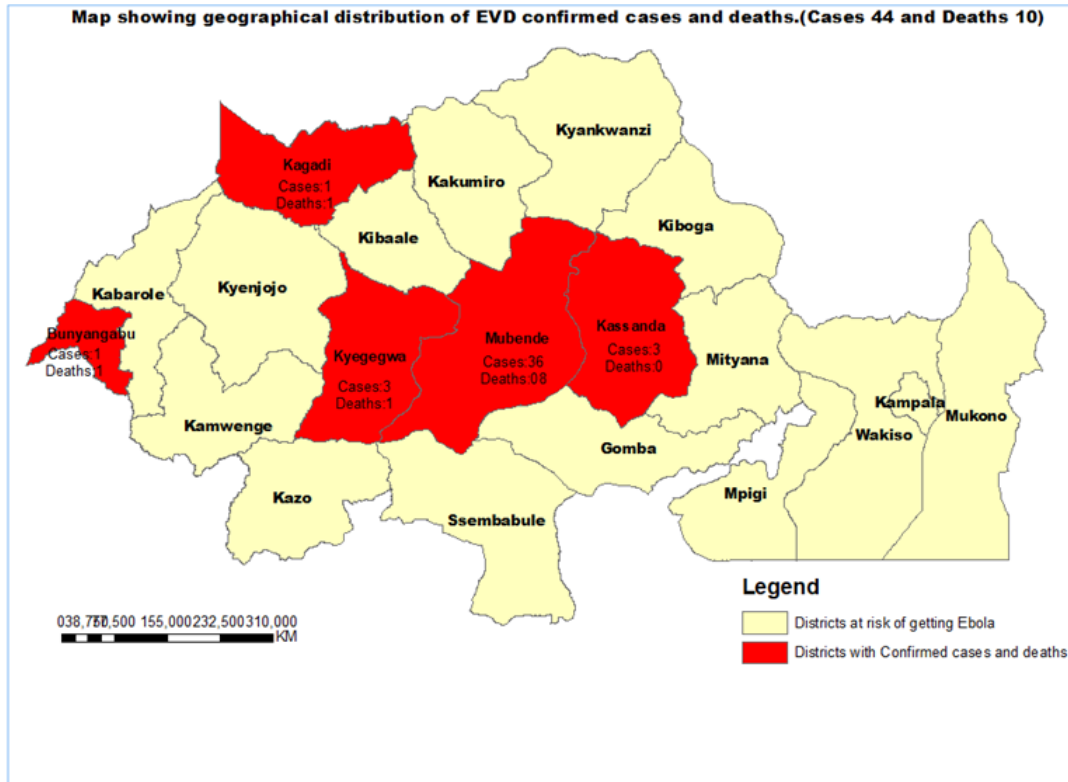 Map showing geographical distribution of EVD confirmed cases and deaths.(Cases 44 and Deaths 10)
Kyankwanzi
Kagadi
Cases:1
Deaths:1
Kakumiro
Kiboga
Kibaale
Kabarole
Kyenjojo
Bunyangabu
Cases:1
Deaths:1
Kyegegwa
Cases:3
Deaths:1
Mubende
Cases:36
Deaths:08
Kassanda
Cases:3
Deaths:0
Mityana
Kampala
Mukono
Wakiso
Kamwenge
Gomba
Kazo
Mpigi
Ssembabule
Legend
Districts at risk of getting Ebola
Districts with Confirmed cases and deaths
155,000 232,500 310,000
KM